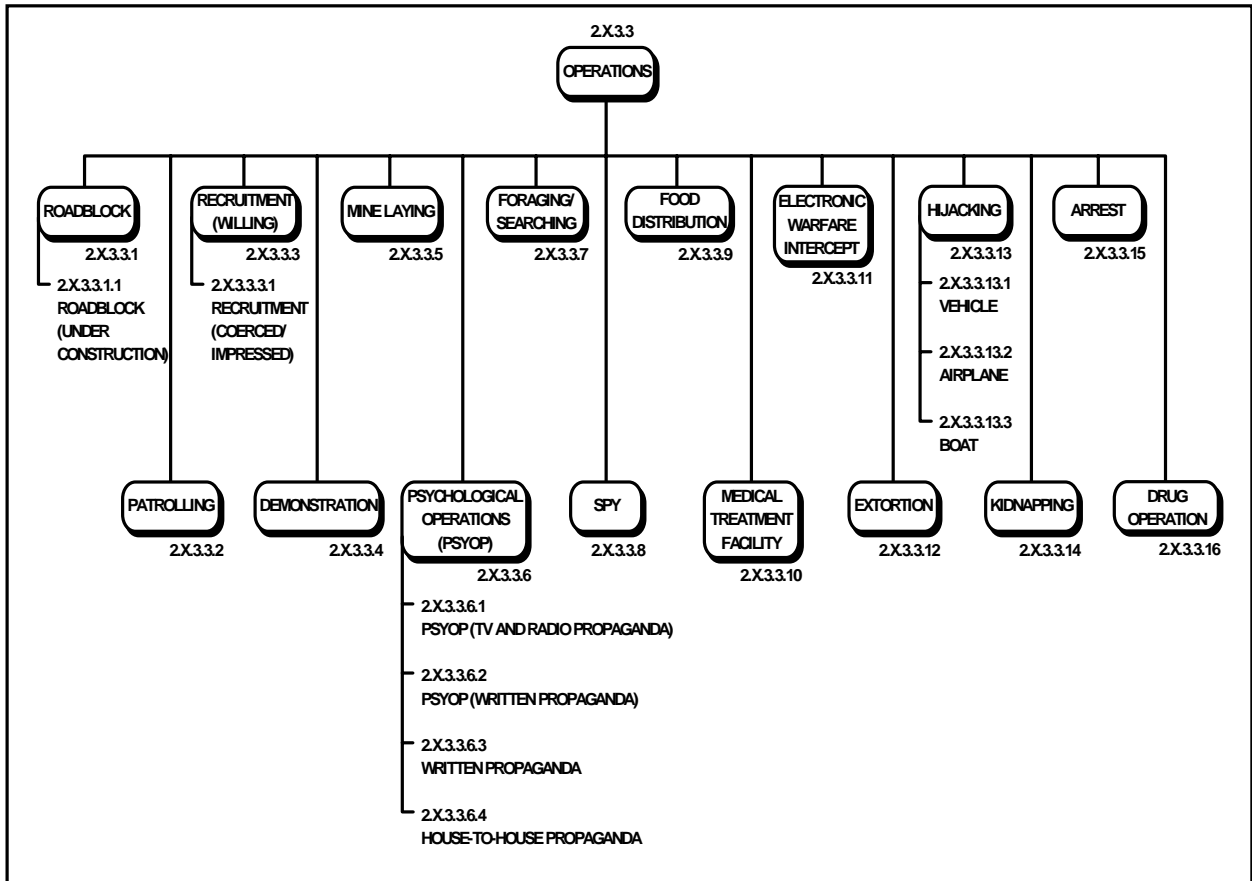 2.X.3.3
OPERATIONS
ROADBLOCK
2.X.3.3.1
2.X.3.3.1.1
ROADBLOCK
(UNDER
CONSTRUCTION)
RECRUITMENT
(WILLING)
2.X.3.3.3
2.X.3.3.3.1
RECRUITMENT
(COERCED/
IMPRESSED)
MINE LAYING
2.X.3.3.5
FORAGING/
SEARCHING
2.X.3.3.7
FOOD
DISTRIBUTION
2.X.3.3.9
ELECTRONIC
WARFARE
INTERCEPT
2.X.3.3.11
HIJACKING
2.X.3.3.13
2.X.3.3.13.1
VEHICLE
2.X.3.3.13.2
AIRPLANE
2.X.3.3.13.3
BOAT
ARREST
2.X.3.3.15
PATROLLING
2.X.3.3.2
DEMONSTRATION
2.X.3.3.4
PSYCHOLOGICAL
OPERATIONS
(PSYOP)
2.X.3.3.6
2.X.3.3.6.1
PSYOP (TV AND RADIO PROPAGANDA)
2.X.3.3.6.2
PSYOP (WRITTEN PROPAGANDA)
2.X.3.3.6.3
WRITTEN PROPAGANDA
2.X.3.3.6.4
HOUSE-TO-HOUSE PROPAGANDA
SPY
2.X.3.3.8
MEDICAL
TREATMENT
FACILITY
2.X.3.3.10
EXTORTION
2.X.3.3.12
KIDNAPPING
2.X.3.3.14
DRUG
OPERATION
2.X.3.3.16